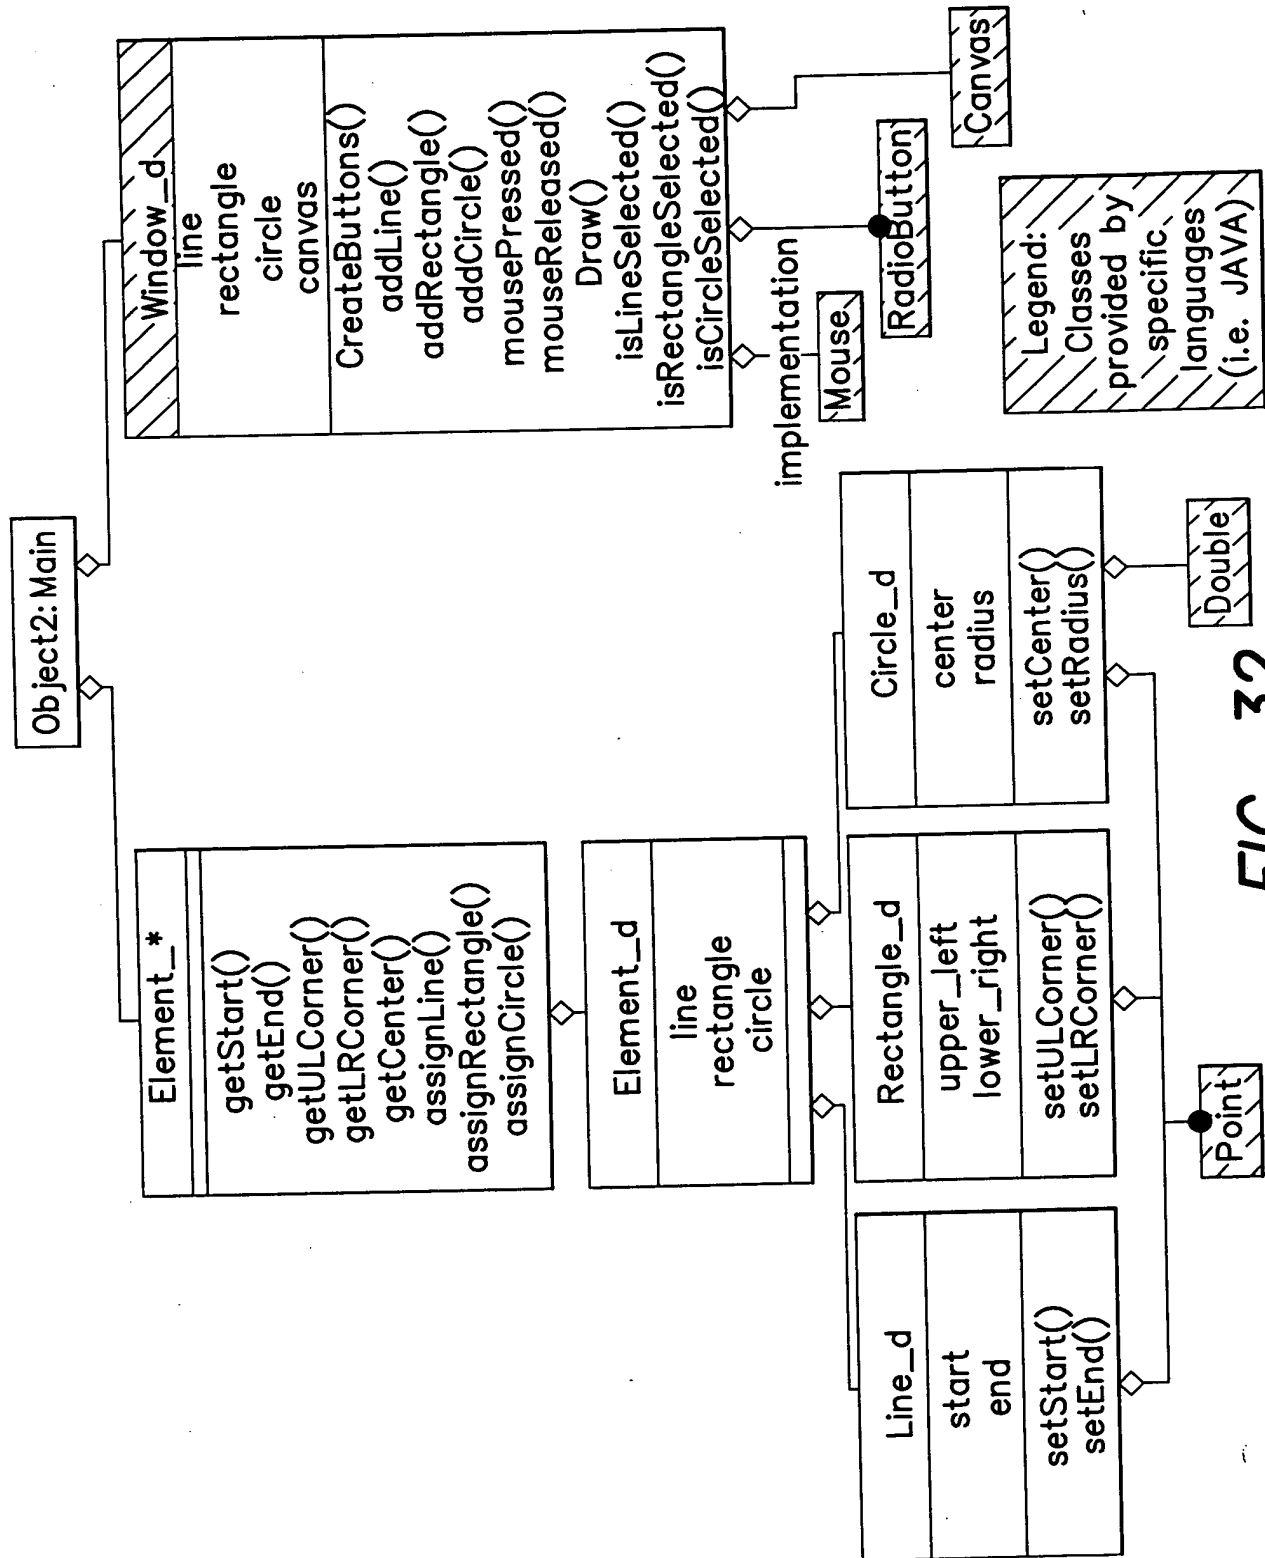 Object2: Main
Element_*
getStart()
getEnd()
getULCorner()
getLRCorner()
getCenter()
assignLine()
assignRectangle()
assignCircle()
Element_d
line
rectangle
circle
Line_d
start
end
setStart()
setEnd()
Rectangle_d
upper_left
lower_right
setULCorner()
setLRCorner()
Circle_d
center
radius
setCenter()
setRadius()
Point
Double
Window_d
line
rectangle
circle
canvas
CreateButtons()
addLine()
addRectangle()
addCircle()
mousePressed()
mouseReleased()
Draw()
isLineSelected()
isRectangleSelected()
isCircleSelected()
implementation
Mouse
RadioButton
Canvas
Legend:
Classes
provided by
specific
languages
(i.e. JAVA)
FIG. 32